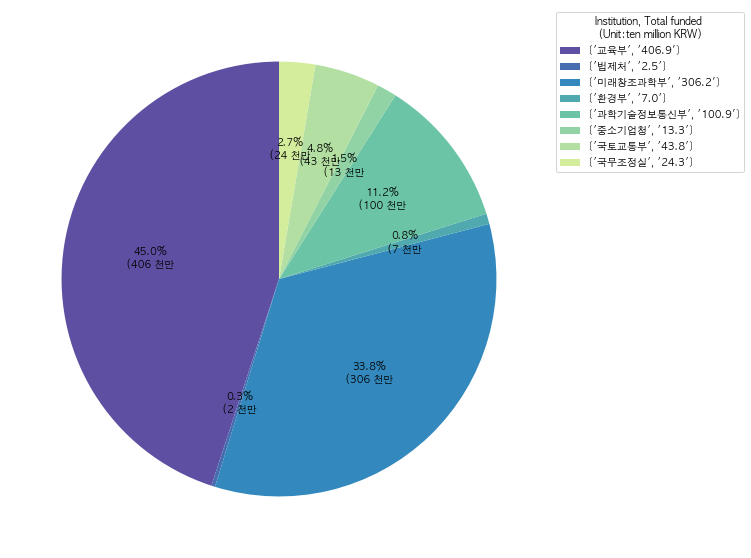 Institution, Total funded
(Unit:ten million KRW)
['교육부', '406.9']
['법제처', '2.5']
['미래창조과학부', '306.2']
['환경부', '7.0']
['과학기술정보통신부', '100.9']
['중소기업청', '13.3']
['국토교통부', '43.8']
['국무조정실', '24.3']
2.7%
(24 천만
4.8%
(43 천만
1.5%
(13 천만
11.2%
(100 천만
0.8%
(7 천만
45.0%
(406 천만
33.8%
(306 천만
0.3%
(2 천만